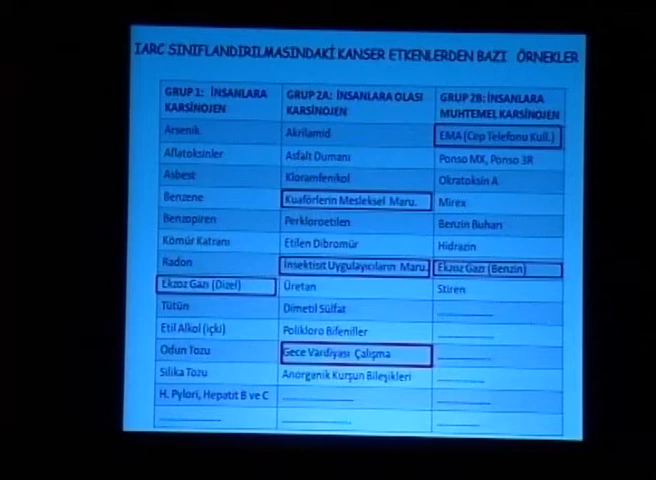 IARC SINIFLANDIRILMASINDAKİ KANSER ETKENLERDEN BAZI ÖRNEKLER
GRUP 1: İNSANLARA KARSİNOJEN
GRUP 2A: İNSANLARA OLASI KARSİNOJEN
GRUP 2B: İNSANLARA MUHTEMEL KARSİNOJEN
Arsenik
Akrilamid
EMA (Cep Telefonu Kull.)
Aflatoksinler
Asfalt Dumanı
Ponso MX, Ponso 3R
Asbest
Kloramfenikol
Okratoksin A
Benzene
Kuaförlerin Mesleksel Maru.
Mirex
Benzopiren
Perkloroetilen
Benzin Buharı
Kömür Katranı
Etilen Dibromür
Hidrazin
Radon
İnsektisit Uygulayıcıların Maru.
Ekzoz Gazı (Benzin)
Ekzoz Gazı (Dizel)
Üretan
Stiren
Tütün
Dimetil Sülfat
Etil Alkol (içki)
Polikloro Bifeniller
Odun Tozu
Gece Vardiyası Çalışma
Silika Tozu
Anorganik Kurşun Bileşikleri
H. Pylori, Hepatit B ve C